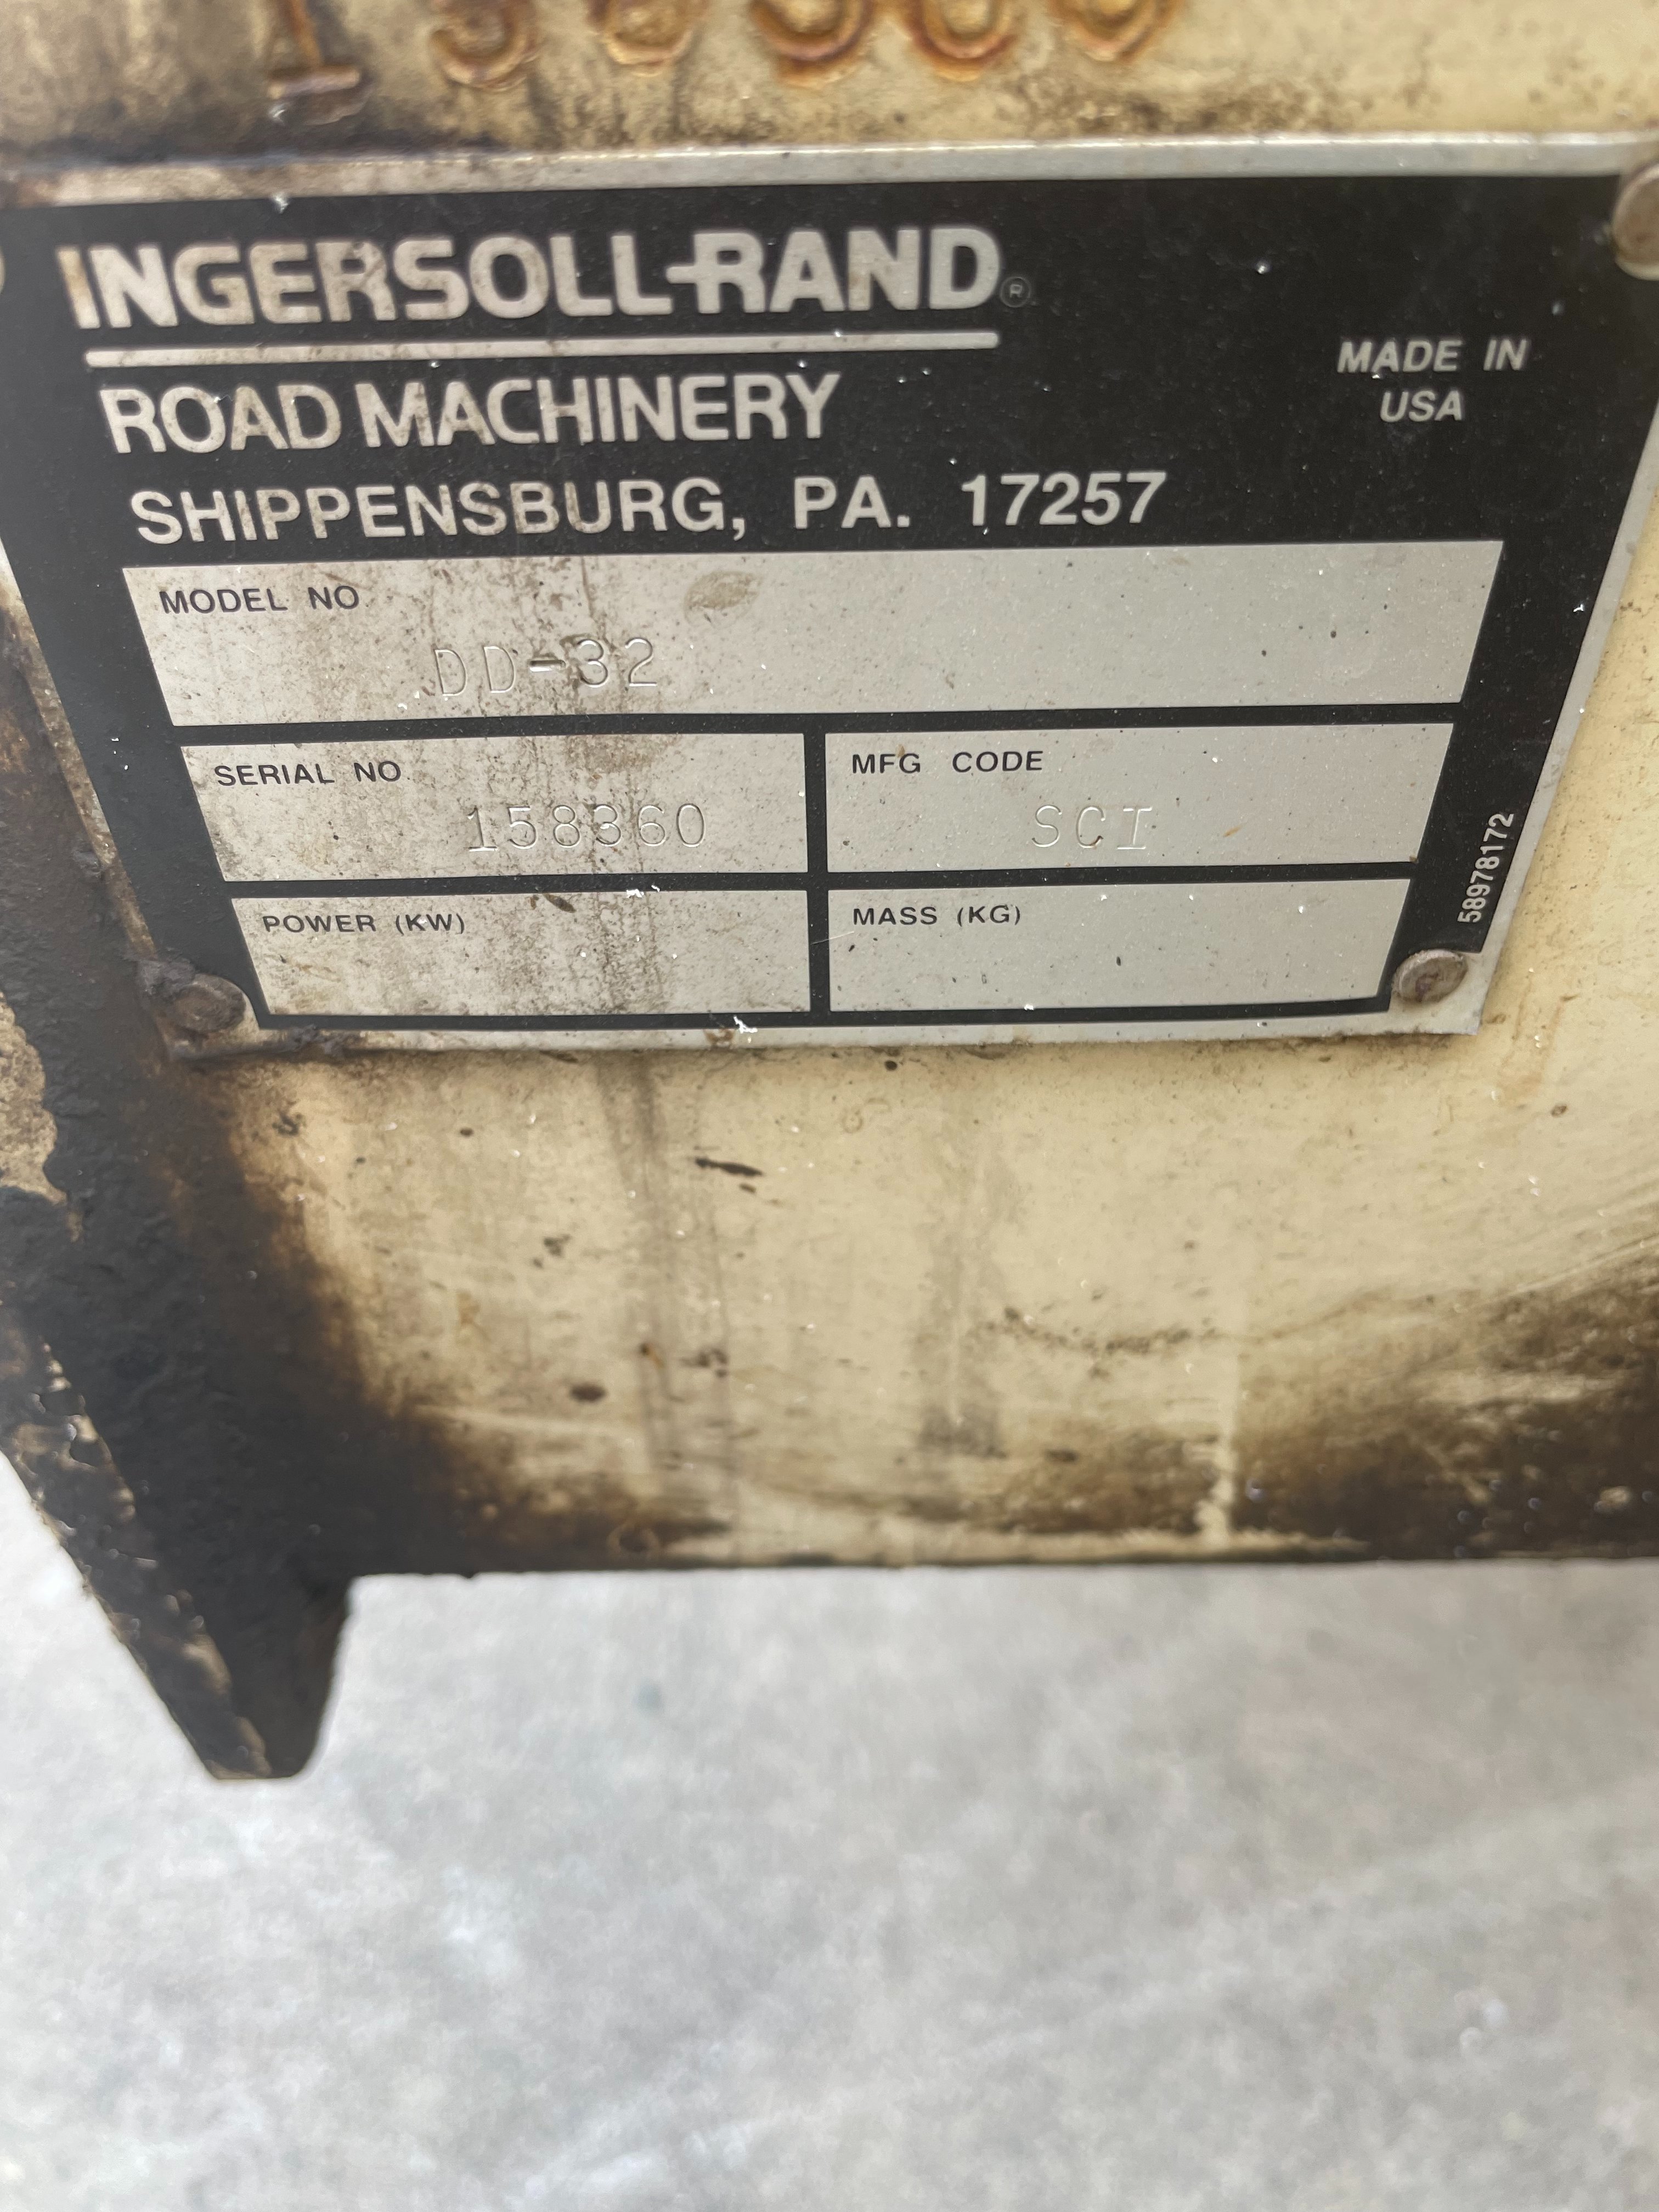 158360
INGERSOLL-RAND®
ROAD MACHINERY
MADE IN
USA
SHIPPENSBURG, PA. 17257
MODEL NO.
DD-32
SERIAL NO.
158360
MFG CODE
SCI
POWER (KW)
MASS (KG)
58978172